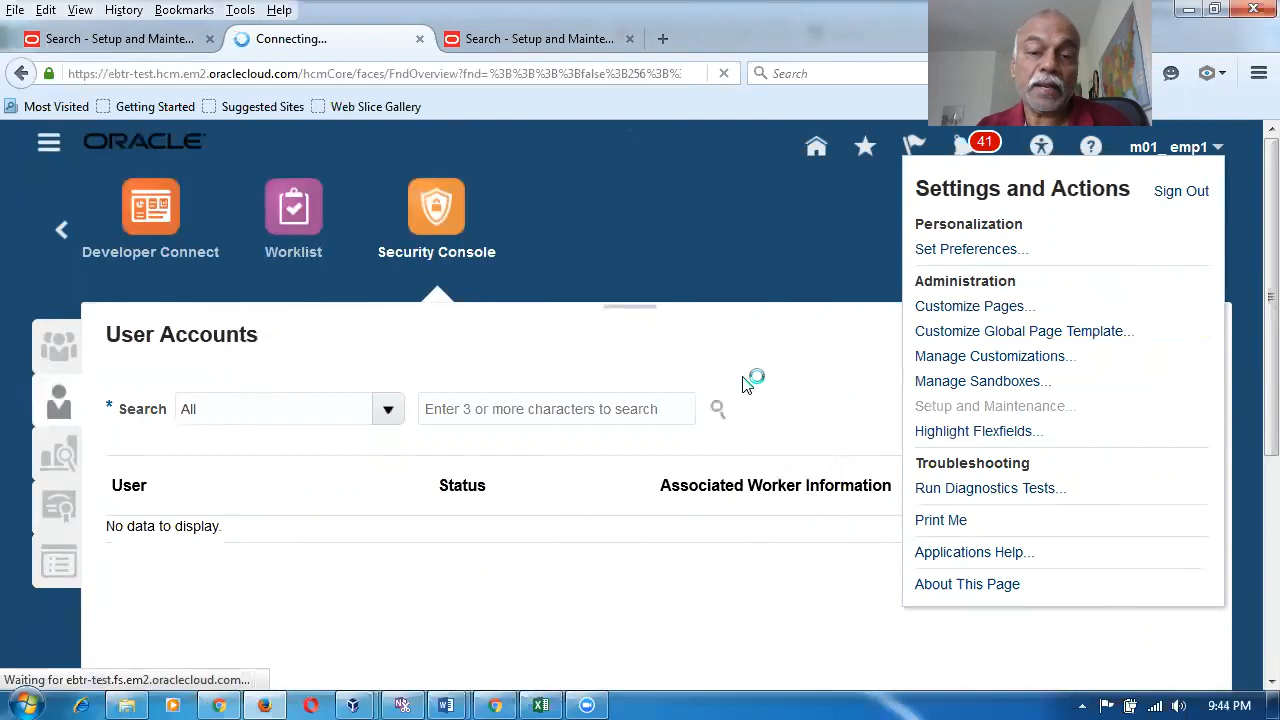 File Edit View History Bookmarks Tools Help
Search - Setup and Mainte... × Connecting... × Search - Setup and Mainte... × +
https://ebtr-test.hcm.em2.oraclecloud.com/hcmCore/faces/FndOverview?fnd=%3B%3B%3B%3Bfalse%3B256%3B%: Search
Most Visited Getting Started Suggested Sites Web Slice Gallery
ORACLE 41 m01_emp1
Settings and Actions Sign Out
Personalization
Set Preferences...
Administration
Customize Pages...
Customize Global Page Template...
Manage Customizations...
Manage Sandboxes...
Setup and Maintenance...
Highlight Flexfields...
Troubleshooting
Run Diagnostics Tests...
Print Me
Applications Help...
About This Page
Developer Connect Worklist Security Console
User Accounts
* Search All Enter 3 or more characters to search
User Status Associated Worker Information
No data to display.
Waiting for ebtr-test.fs.em2.oraclecloud.com...
9:44 PM